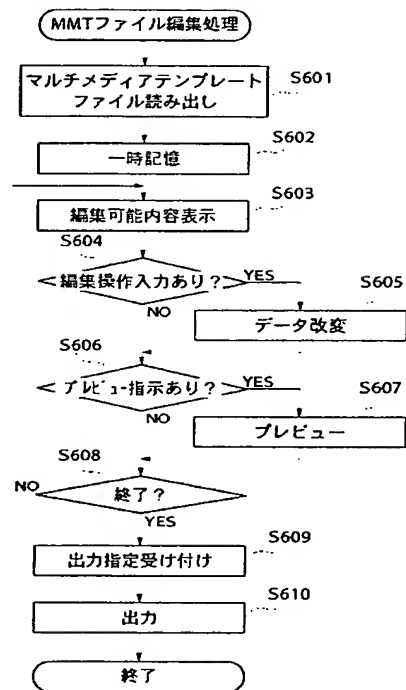 MMTファイル編集処理
マルチメディアテンプレート
ファイル読み出し
S601
一時記憶
S602
編集可能内容表示
S603
S604
編集操作入力あり？
YES
NO
S605
データ改変
S606
プレビュー指示あり？
YES
NO
S607
プレビュー
S608
終了？
NO
YES
S609
出力指定受け付け
S610
出力
終了